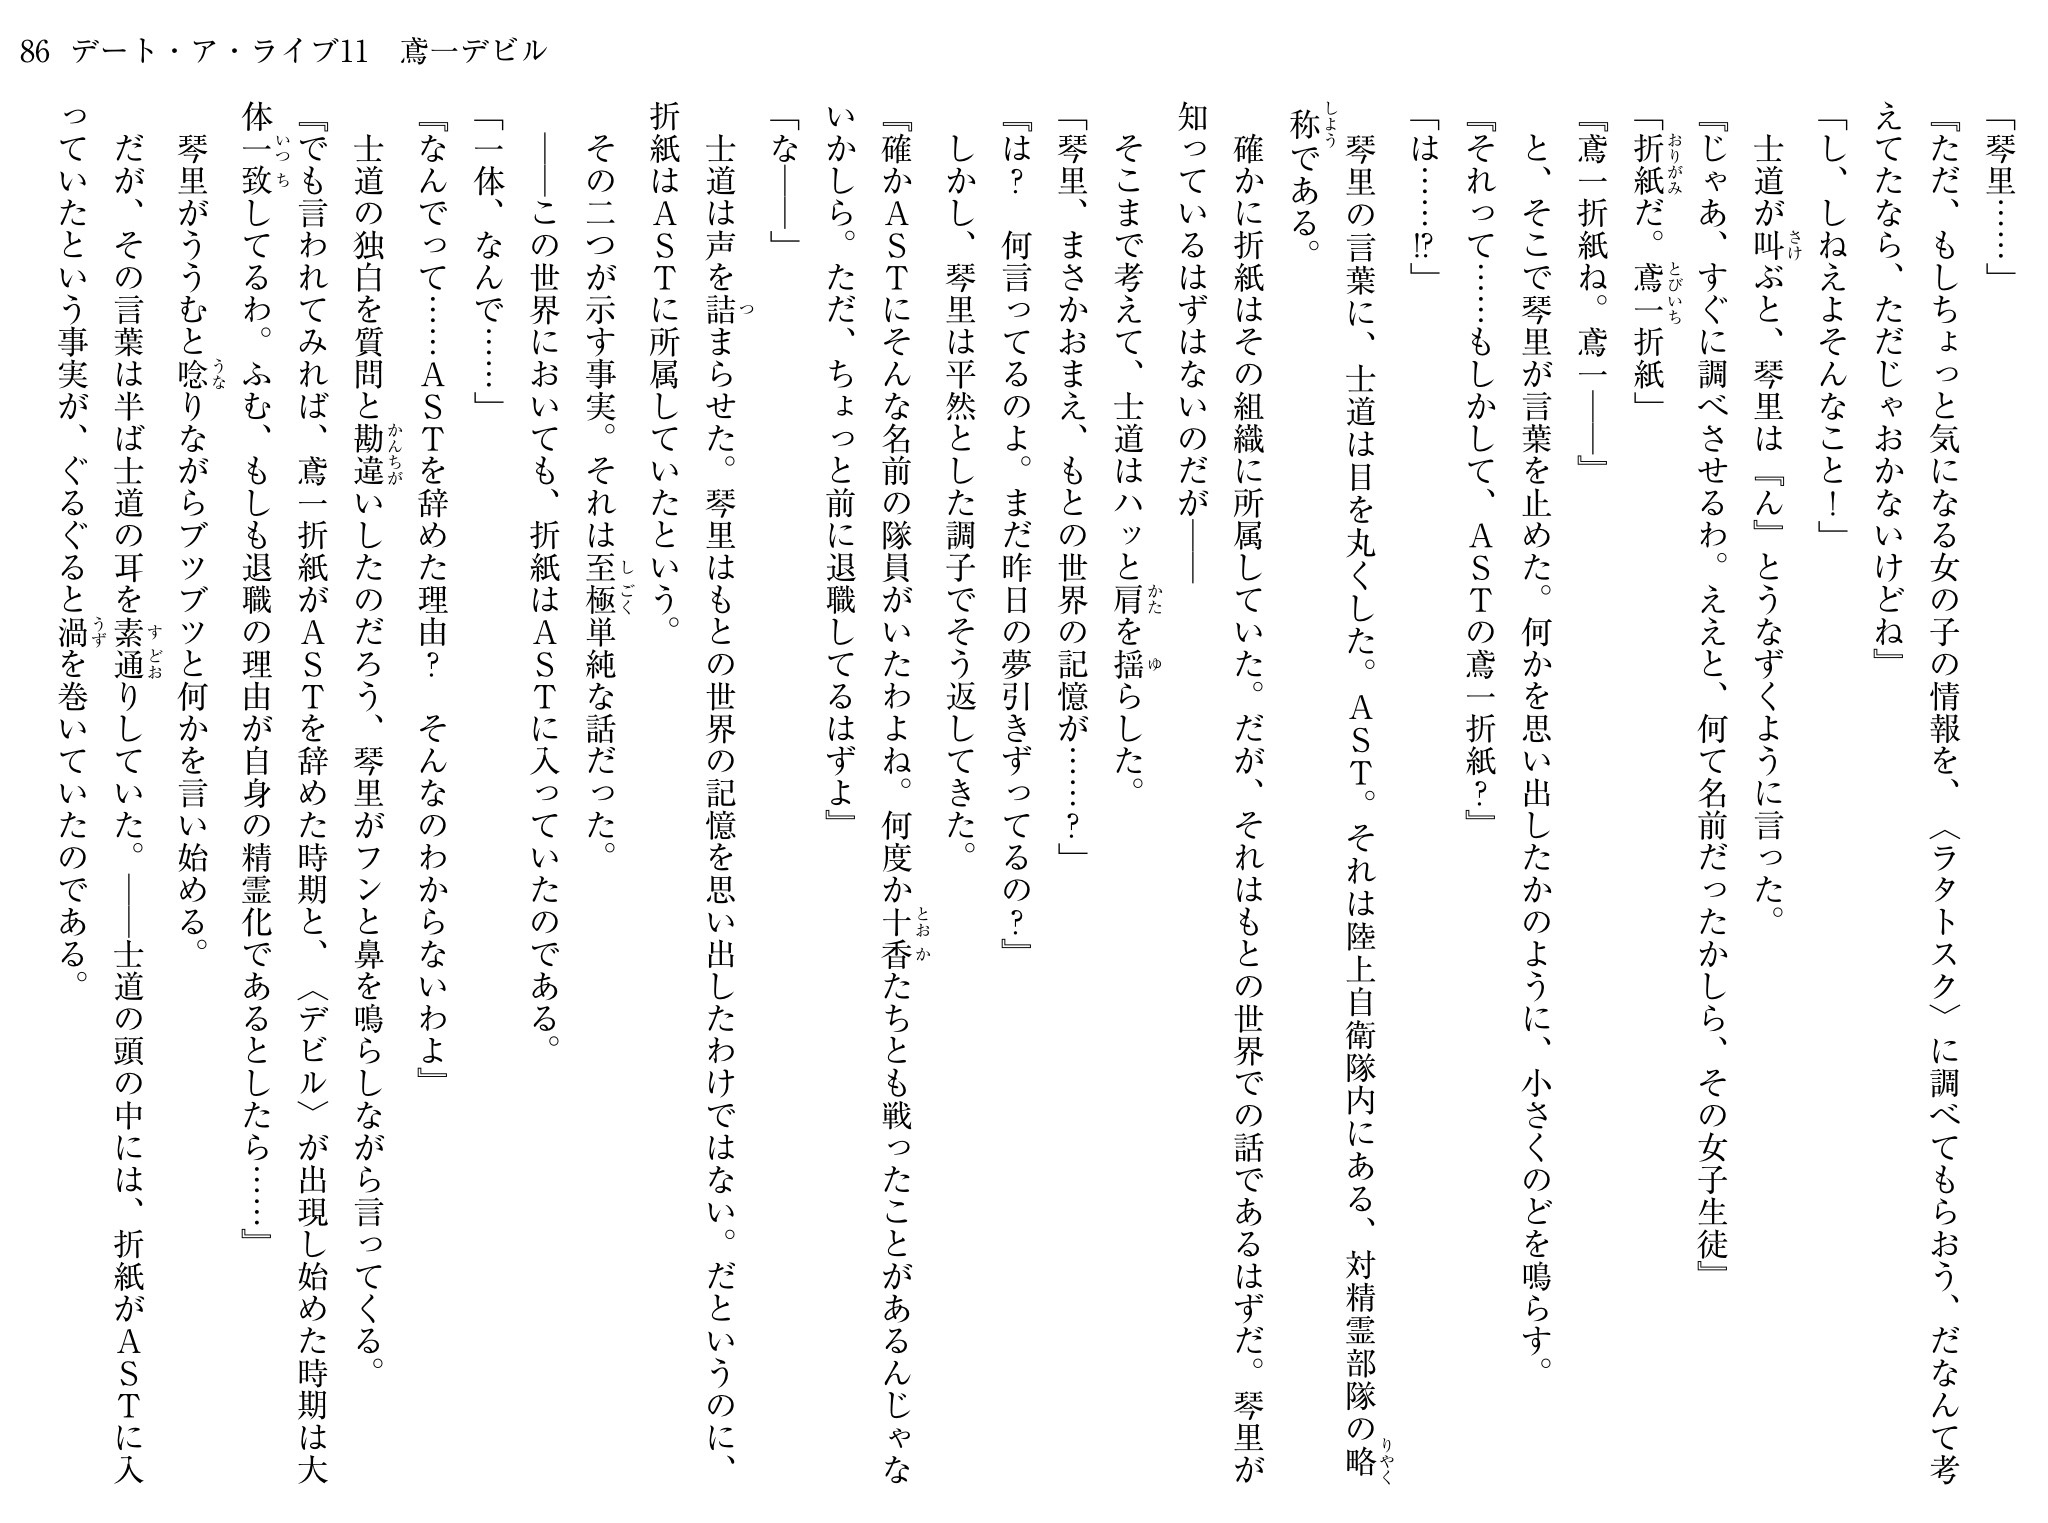 86 デート・ア・ライブ11　鳶一デビル
「琴里……」
『ただ、もしちょっと気になる女の子の情報を、〈ラタトスク〉に調べてもらおう、だなんて考
えてたなら、ただじゃおかないけどね』
「し、しねえよそんなこと！」
　士道が叫ぶと、琴里は『ん』とうなずくように言った。
『じゃあ、すぐに調べさせるわ。ええと、何て名前だったかしら、その女子生徒』
「折紙だ。鳶一折紙」
『鳶一折紙ね。鳶一――』
　と、そこで琴里が言葉を止めた。何かを思い出したかのように、小さくのどを鳴らす。
『それって……もしかして、ＡＳＴの鳶一折紙？』
「は……⁉」
　琴里の言葉に、士道は目を丸くした。ＡＳＴ。それは陸上自衛隊内にある、対精霊部隊の略
称である。
　確かに折紙はその組織に所属していた。だが、それはもとの世界での話であるはずだ。琴里が
知っているはずはないのだが――
　そこまで考えて、士道はハッと肩を揺らした。
「琴里、まさかおまえ、もとの世界の記憶が……？」
『は？　何言ってるのよ。まだ昨日の夢引きずってるの？』
　しかし、琴里は平然とした調子でそう返してきた。
『確かＡＳＴにそんな名前の隊員がいたわよね。何度か十香たちとも戦ったことがあるんじゃな
いかしら。ただ、ちょっと前に退職してるはずよ』
「な――」
　士道は声を詰まらせた。琴里はもとの世界の記憶を思い出したわけではない。だというのに、
折紙はＡＳＴに所属していたという。
　その二つが示す事実。それは至極単純な話だった。
　――この世界においても、折紙はＡＳＴに入っていたのである。
「一体、なんで……」
『なんでって……ＡＳＴを辞めた理由？　そんなのわからないわよ』
　士道の独白を質問と勘違いしたのだろう、琴里がフンと鼻を鳴らしながら言ってくる。
『でも言われてみれば、鳶一折紙がＡＳＴを辞めた時期と、〈デビル〉が出現し始めた時期は大
体一致してるわ。ふむ、もしも退職の理由が自身の精霊化であるとしたら……』
　琴里がううむと唸りながらブツブツと何かを言い始める。
　だが、その言葉は半ば士道の耳を素通りしていた。――士道の頭の中には、折紙がＡＳＴに入
っていたという事実が、ぐるぐると渦を巻いていたのである。